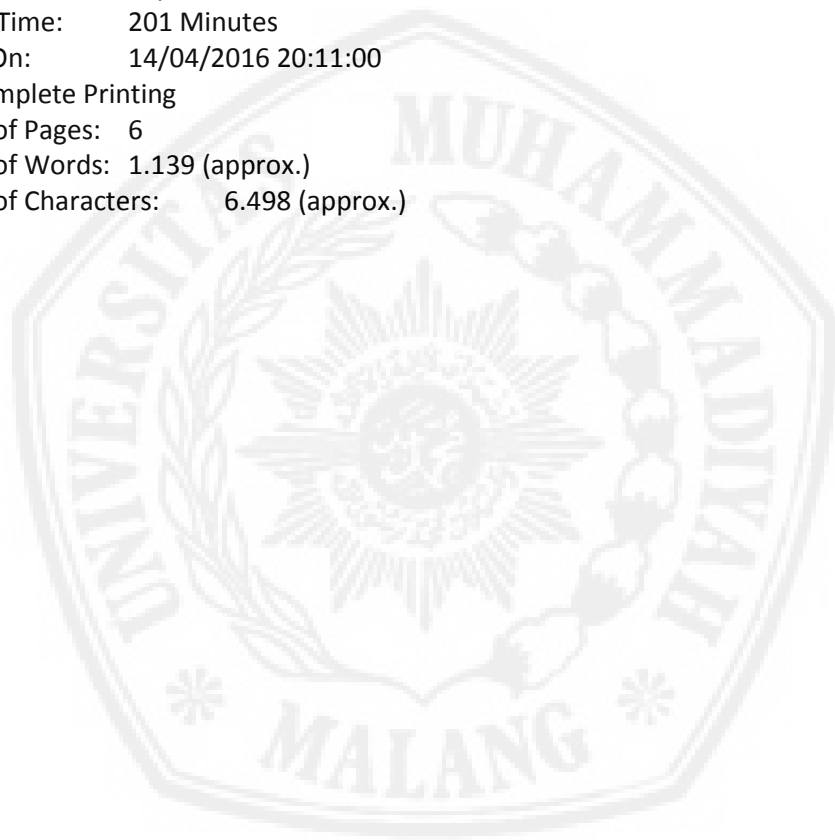 Time: 201 Minutes
On: 14/04/2016 20:11:00
mplete Printing
of Pages: 6
of Words: 1.139 (approx.)
of Characters: 6.498 (approx.)
UNIVERSITAS MUHAMMADIYAH
MALANG